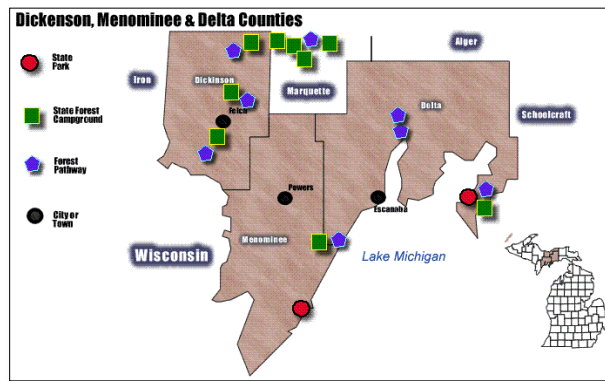 Dickenson, Menominee & Delta Counties
State
Park
State Forest
Campground
Forest
Pathway
City or
Town
Iron
Dickinson
Felch
Marquette
Alger
Delta
Schoolcraft
Powers
Escanaba
Menominee
Wisconsin
Lake Michigan